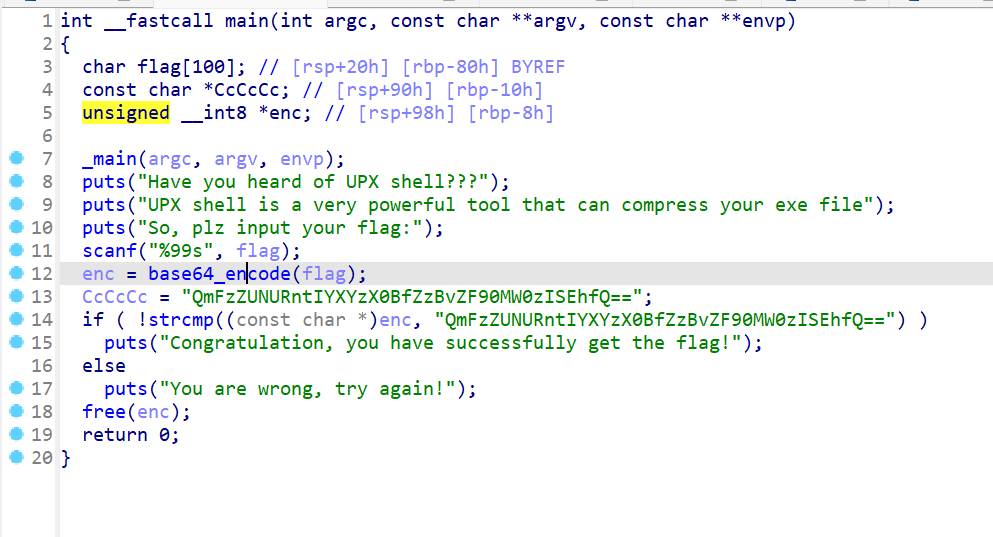 1 int __fastcall main(int argc, const char **argv, const char **envp)
2 {
3   char flag[100]; // [rsp+20h] [rbp-80h] BYREF
4   const char *CcCcCc; // [rsp+90h] [rbp-10h]
5   unsigned __int8 *enc; // [rsp+98h] [rbp-8h]
6
7   _main(argc, argv, envp);
8   puts("Have you heard of UPX shell???");
9   puts("UPX shell is a very powerful tool that can compress your exe file");
10   puts("So, plz input your flag:");
11   scanf("%99s", flag);
12   enc = base64_encode(flag);
13   CcCcCc = "QmFzZUNURntIYXYzX0BfZzBvZF90MW0zISEhfQ==";
14   if ( !strcmp((const char *)enc, "QmFzZUNURntIYXYzX0BfZzBvZF90MW0zISEhfQ==") )
15     puts("Congratulation, you have successfully get the flag!");
16   else
17     puts("You are wrong, try again!");
18   free(enc);
19   return 0;
20 }